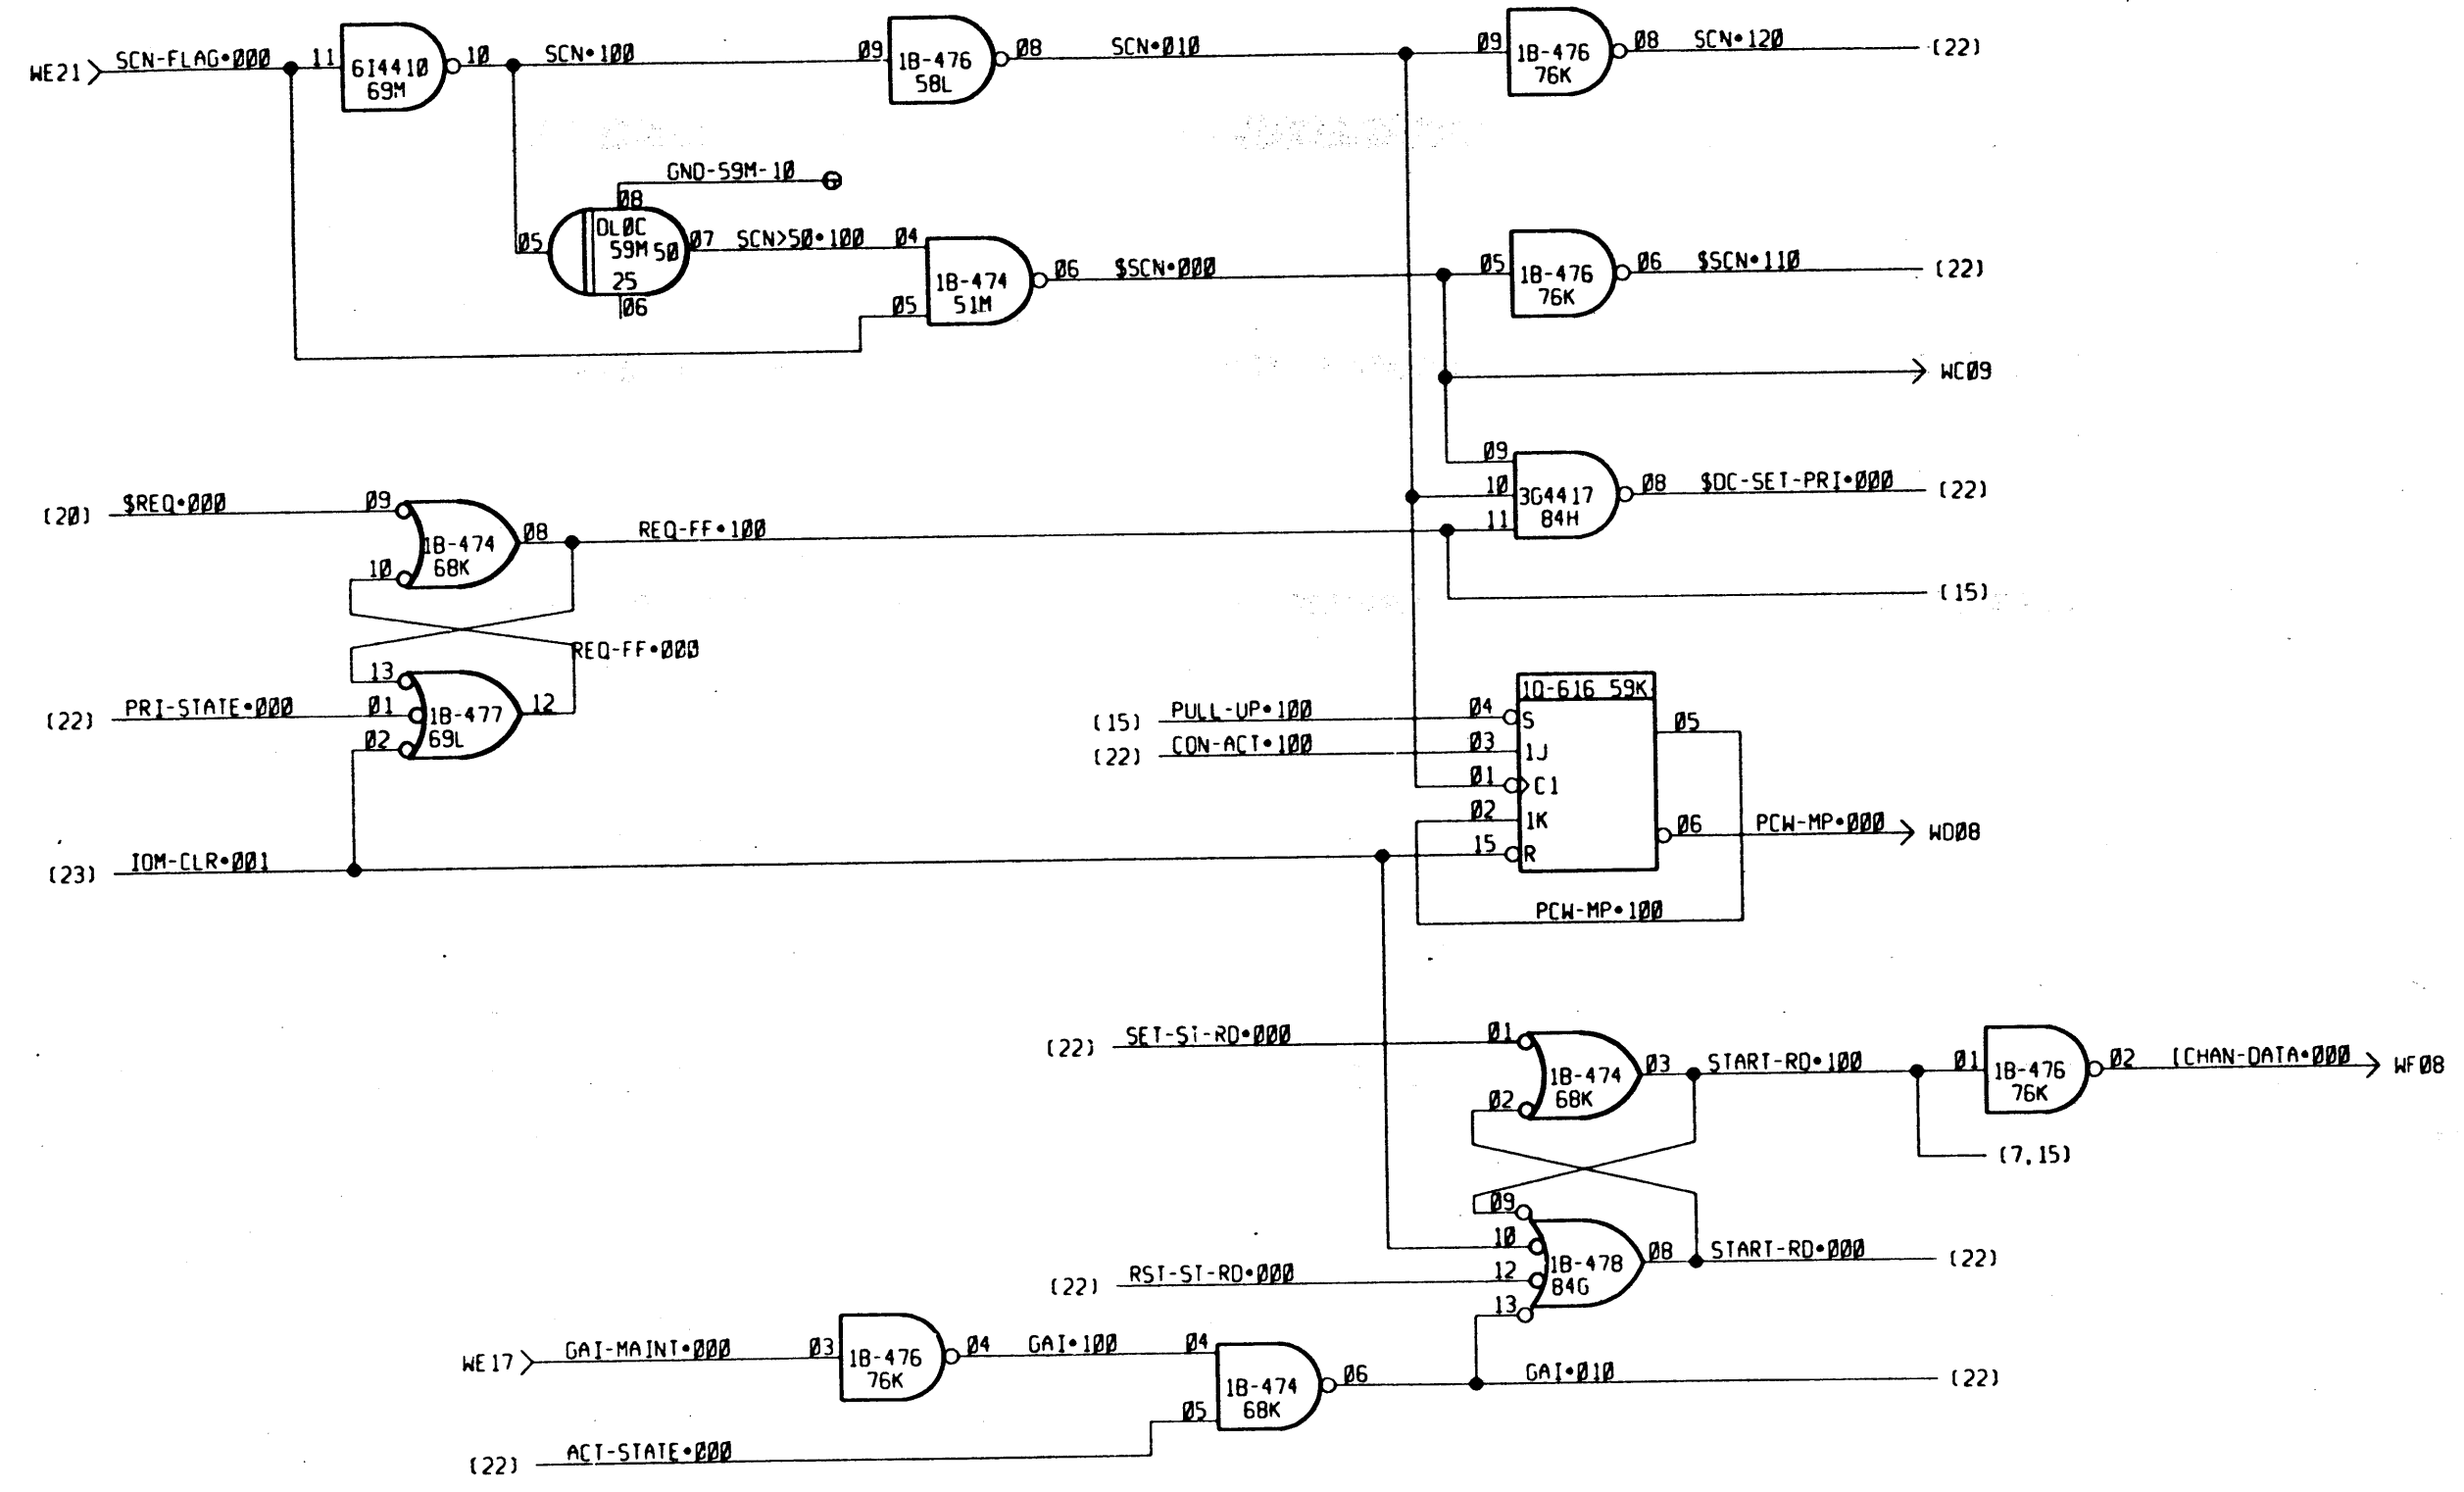 WE21 SCN-FLAG•000 11 6I4410 69M 10 SCN•100 09 1B-476 58L 08 SCN•010 09 1B-476 76K 08 SCN•120 (22)
GND-59M-10 G
08
05 DL0C 59M 50 25 07 SCN>50•100 04
06
05 1B-474 51M 06 $SCN•000 05 1B-476 76K 06 $SCN•110 (22)
WC09
09
10 3G4417 84H 08 $DC-SET-PRI•000 (22)
11
(20) $REQ•000 09
10 1B-474 68K 08 REQ-FF•100
(15)
REQ-FF•000
13
(22) PRI-STATE•000 01 1B-477 69L 12
02
1Q-616 59K
(15) PULL-UP•100 04 S 05
(22) CON-ACT•100 03 1J
01 C1
02 1K 06 PCW-MP•000 WD08
(23) IOM-CLR•001 15 R
PCW-MP•100
(22) SET-ST-RD•000 01
02 1B-474 68K 03 START-RD•100 01 1B-476 76K 02 [CHAN-DATA•000 WF08
(7,15)
09
10 1B-478 84G 08 START-RD•000 (22)
(22) RST-ST-RD•000 12
13
WE17 GAI-MAINT•000 03 1B-476 76K 04 GAI•100 04 1B-474 68K 06 GAI•010 (22)
(22) ACT-STATE•000 05